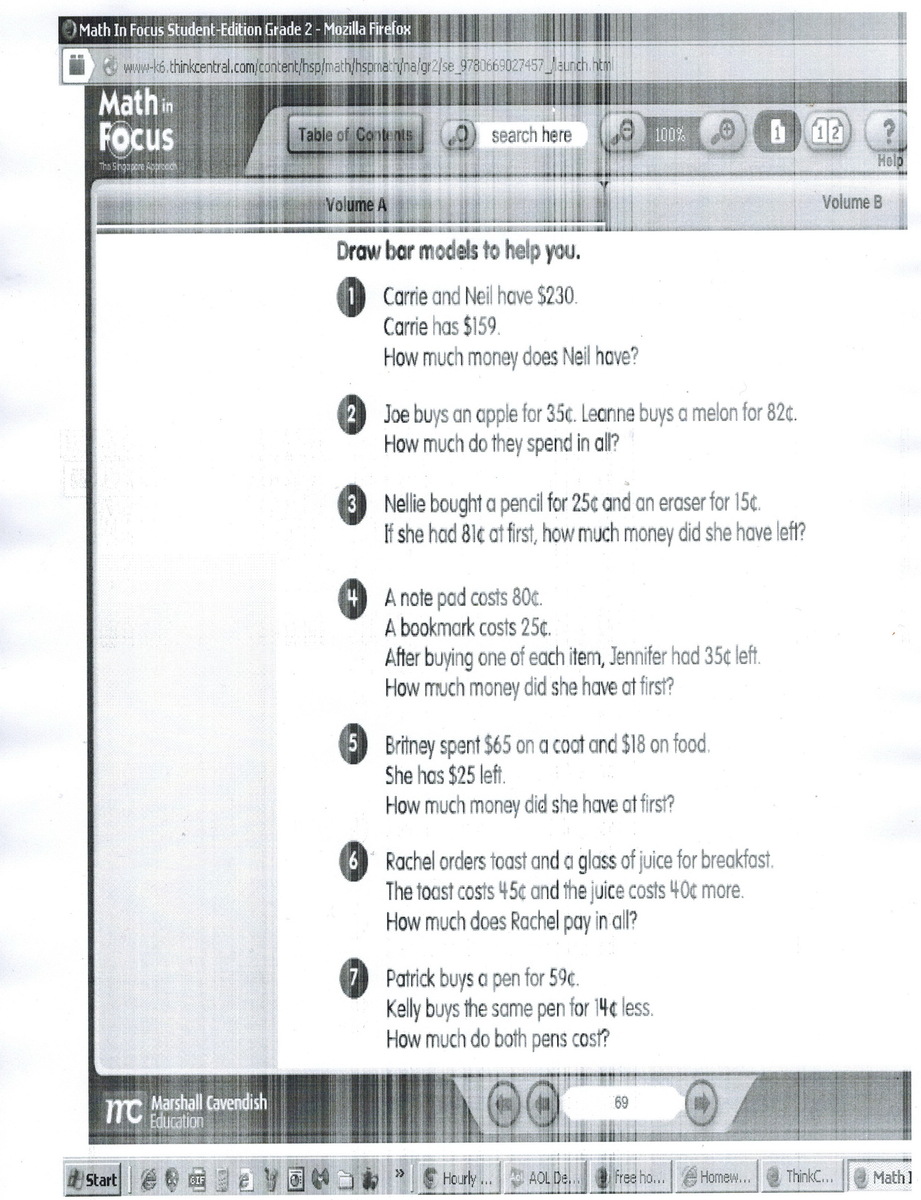 Math In Focus Student-Edition Grade 2 - Mozilla Firefox
www-k6.thinkcentral.com/content/hsp/math/hspmath/na/gr2/se_9780669027457_/launch.html
Math in
Focus
The Singapore Approach
Table of Contents
search here
100%
1
1 2
?
Help
Volume A
Volume B
Draw bar models to help you.
1 Carrie and Neil have $230.
Carrie has $159.
How much money does Neil have?
2 Joe buys an apple for 35¢. Leanne buys a melon for 82¢.
How much do they spend in all?
3 Nellie bought a pencil for 25¢ and an eraser for 15¢.
If she had 81¢ at first, how much money did she have left?
4 A note pad costs 80¢.
A bookmark costs 25¢.
After buying one of each item, Jennifer had 35¢ left.
How much money did she have at first?
5 Britney spent $65 on a coat and $18 on food.
She has $25 left.
How much money did she have at first?
6 Rachel orders toast and a glass of juice for breakfast.
The toast costs 45¢ and the juice costs 40¢ more.
How much does Rachel pay in all?
7 Patrick buys a pen for 59¢.
Kelly buys the same pen for 14¢ less.
How much do both pens cost?
mc Marshall Cavendish
Education
69
Start
GIF
»
Hourly ...
AOL De...
free ho...
Homew...
ThinkC...
Math I